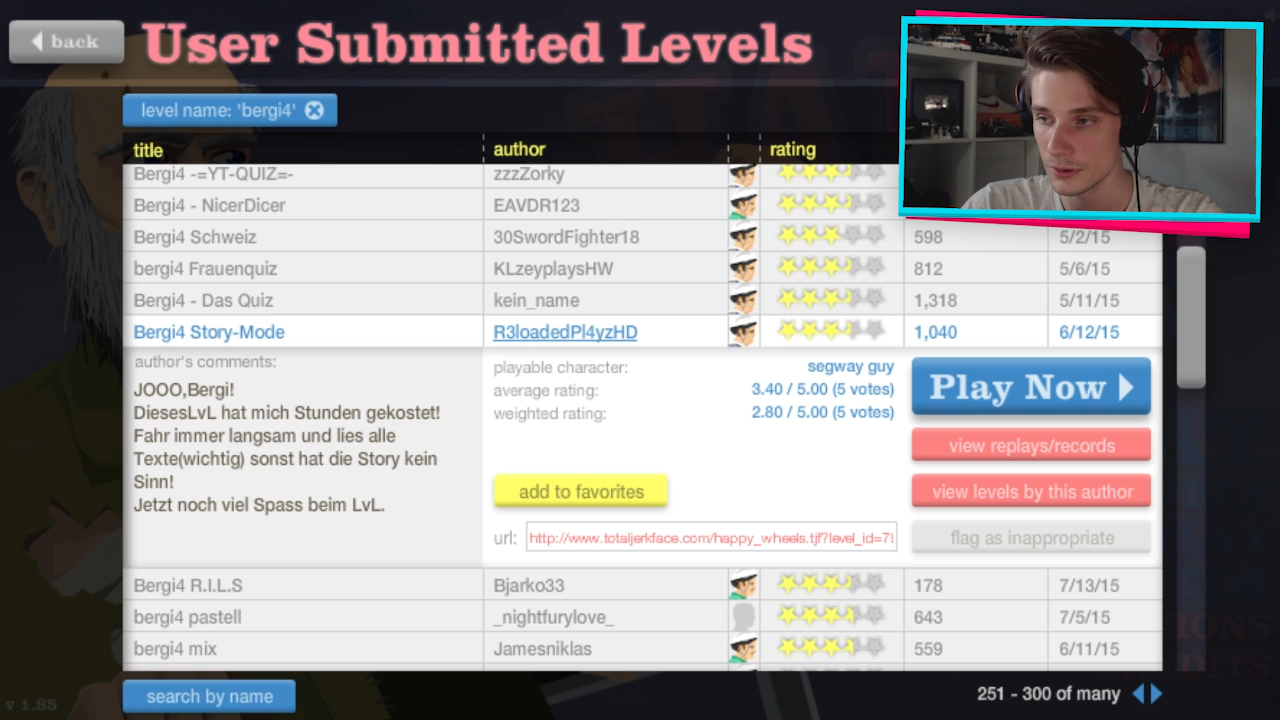 back
User Submitted Levels
level name: 'bergi4'
title author rating
Bergi4 -=YT-QUIZ=- zzzZorky
Bergi4 - NicerDicer EAVDR123
Bergi4 Schweiz 30SwordFighter18 598 5/2/15
bergi4 Frauenquiz KLzeyplaysHW 812 5/6/15
Bergi4 - Das Quiz kein_name 1,318 5/11/15
Bergi4 Story-Mode R3loadedPl4yzHD 1,040 6/12/15
author's comments:
JOOO,Bergi!
DiesesLvL hat mich Stunden gekostet!
Fahr immer langsam und lies alle
Texte(wichtig) sonst hat die Story kein
Sinn!
Jetzt noch viel Spass beim LvL.
playable character: segway guy
average rating: 3.40 / 5.00 (5 votes)
weighted rating: 2.80 / 5.00 (5 votes)
add to favorites
url: http://www.totaljerkface.com/happy_wheels.tjf?level_id=7
Play Now
view replays/records
view levels by this author
flag as inappropriate
Bergi4 R.I.L.S Bjarko33 178 7/13/15
bergi4 pastell _nightfurylove_ 643 7/5/15
bergi4 mix Jamesniklas 559 6/11/15
search by name
251 - 300 of many
v 1.85